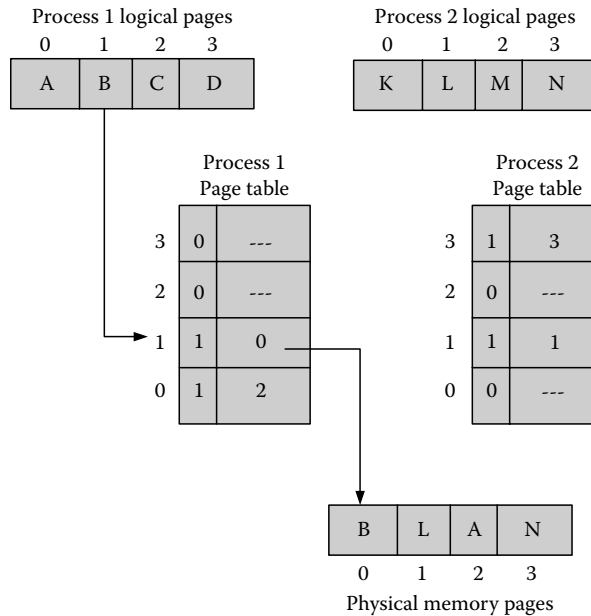 Process 1 logical pages
0 1 2 3
A B C D
Process 2 logical pages
0 1 2 3
K L M N
Process 1
Page table
3 0 ---
2 0 ---
1 1 0
0 1 2
Process 2
Page table
3 1 3
2 0 ---
1 1 1
0 0 ---
B L A N
0 1 2 3
Physical memory pages